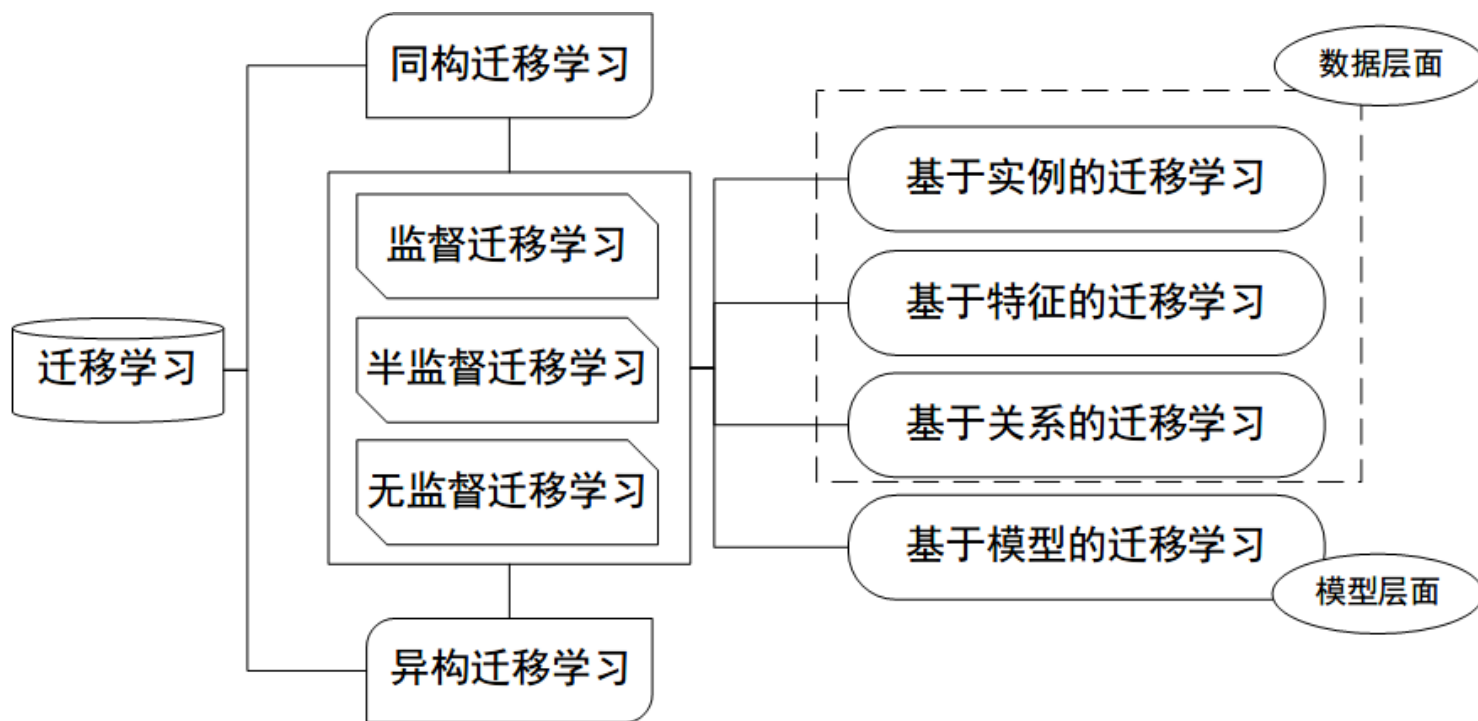 迁移学习
同构迁移学习
监督迁移学习
半监督迁移学习
无监督迁移学习
异构迁移学习
数据层面
基于实例的迁移学习
基于特征的迁移学习
基于关系的迁移学习
基于模型的迁移学习
模型层面